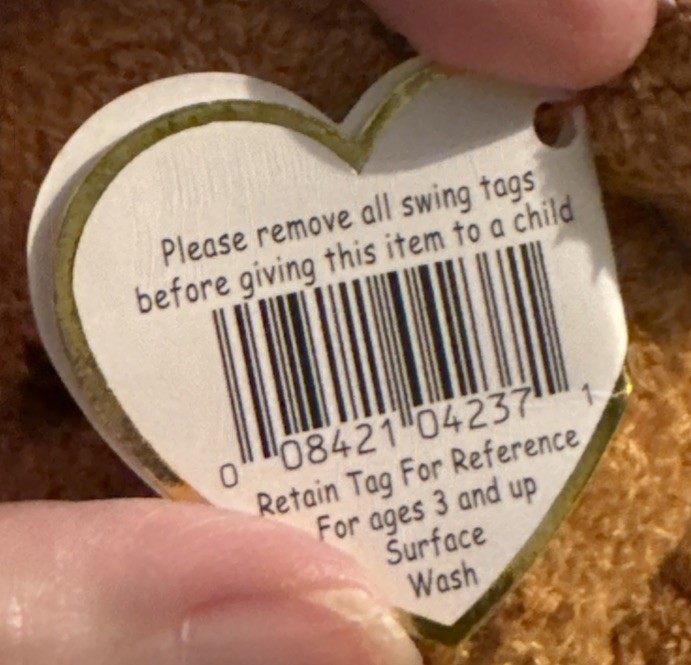 Please remove all swing tags
before giving this item to a child
0 08421 04237 1
Retain Tag For Reference
For ages 3 and up
Surface
Wash